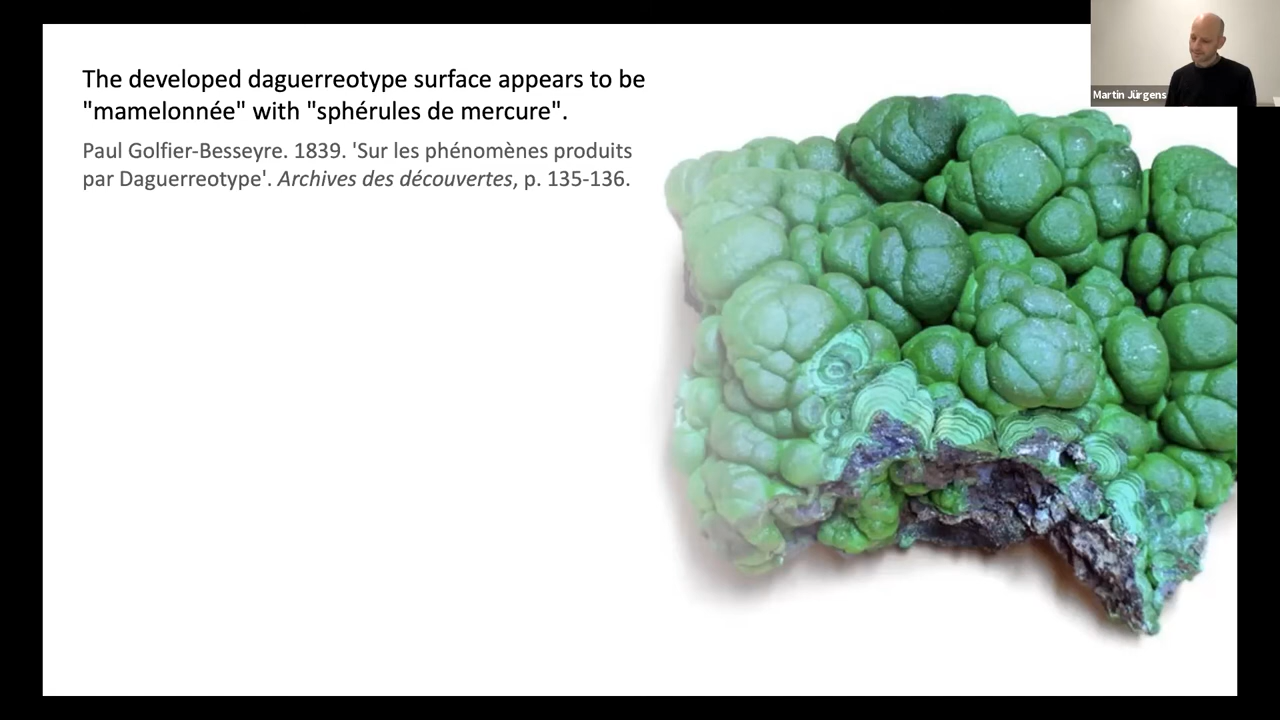 The developed daguerreotype surface appears to be
"mamelonnée" with "sphérules de mercure".
Paul Golfier-Besseyre. 1839. 'Sur les phénomènes produits
par Daguerreotype'. Archives des découvertes, p. 135-136.
Martin Jürgens